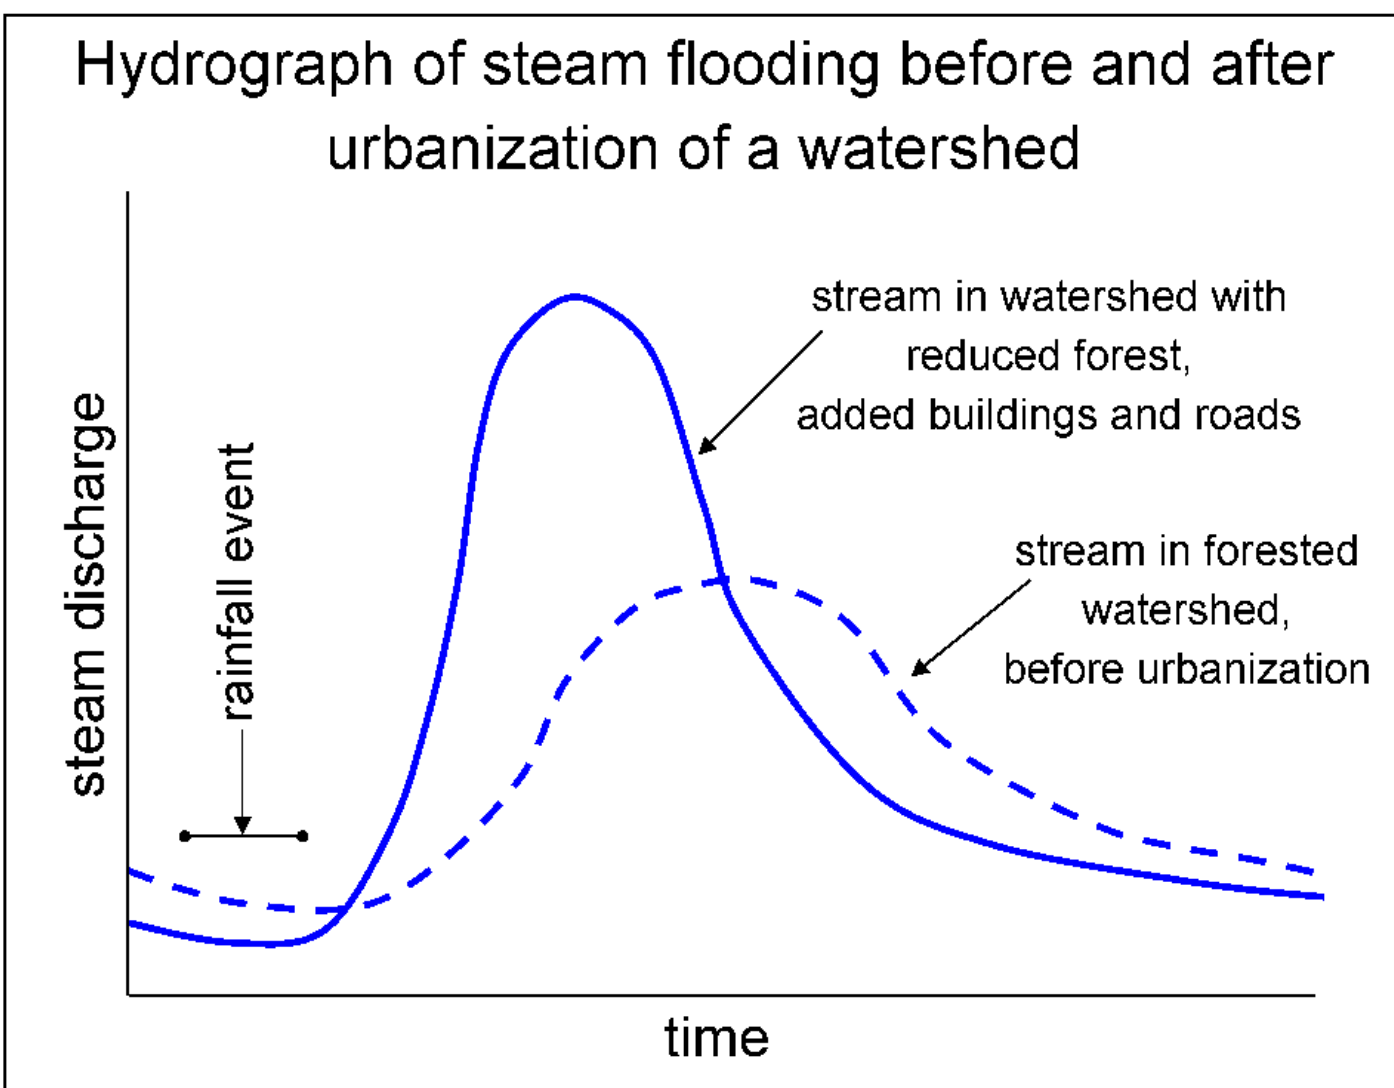 Hydrograph of steam flooding before and after
urbanization of a watershed
steam discharge
rainfall event
stream in watershed with
reduced forest,
added buildings and roads
stream in forested
watershed,
before urbanization
time